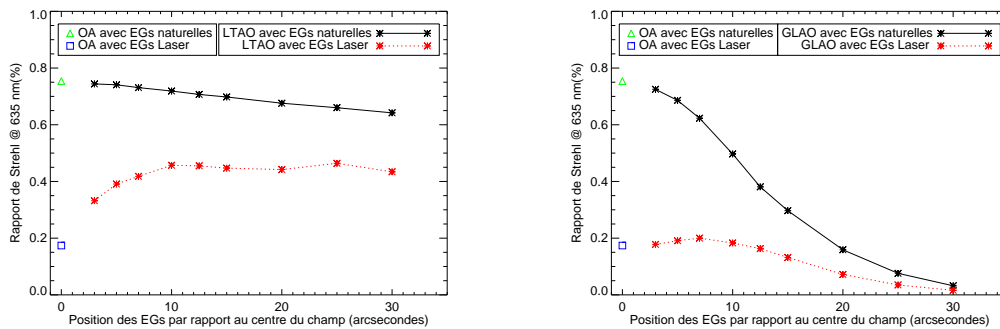 OA avec EGs naturelles
OA avec EGs Laser
LTAO avec EGs naturelles
LTAO avec EGs Laser
1.0
0.8
0.6
0.4
0.2
0.0
Rapport de Strehl @ 635 nm(%)
0
10
20
30
Position des EGs par rapport au centre du champ (arcsecondes)
OA avec EGs naturelles
OA avec EGs Laser
GLAO avec EGs naturelles
GLAO avec EGs Laser
1.0
0.8
0.6
0.4
0.2
0.0
Rapport de Strehl @ 635 nm(%)
0
10
20
30
Position des EGs par rapport au centre du champ (arcsecondes)